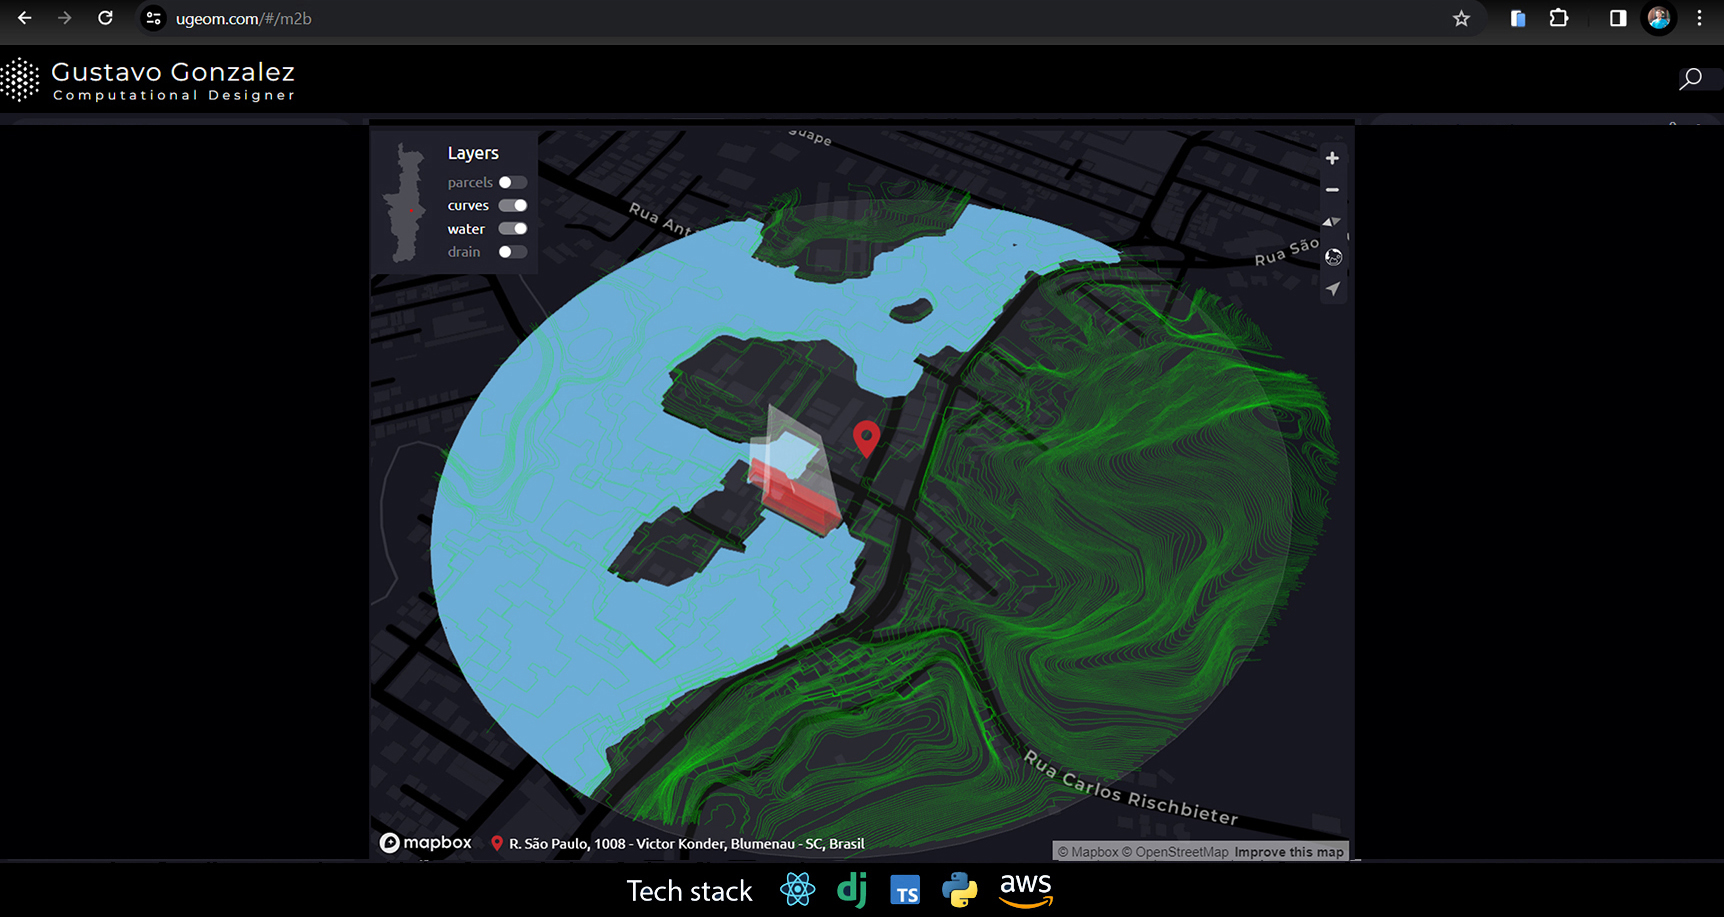 ugeom.com/#/m2b
Gustavo Gonzalez
Computational Designer
Layers
parcels
curves
water
drain
guape
Rua Ant
Rua São
Rua Carlos Rischbieter
mapbox
R. São Paulo, 1008 - Victor Konder, Blumenau - SC, Brasil
© Mapbox © OpenStreetMap Improve this map
Tech stack
dj
TS
aws